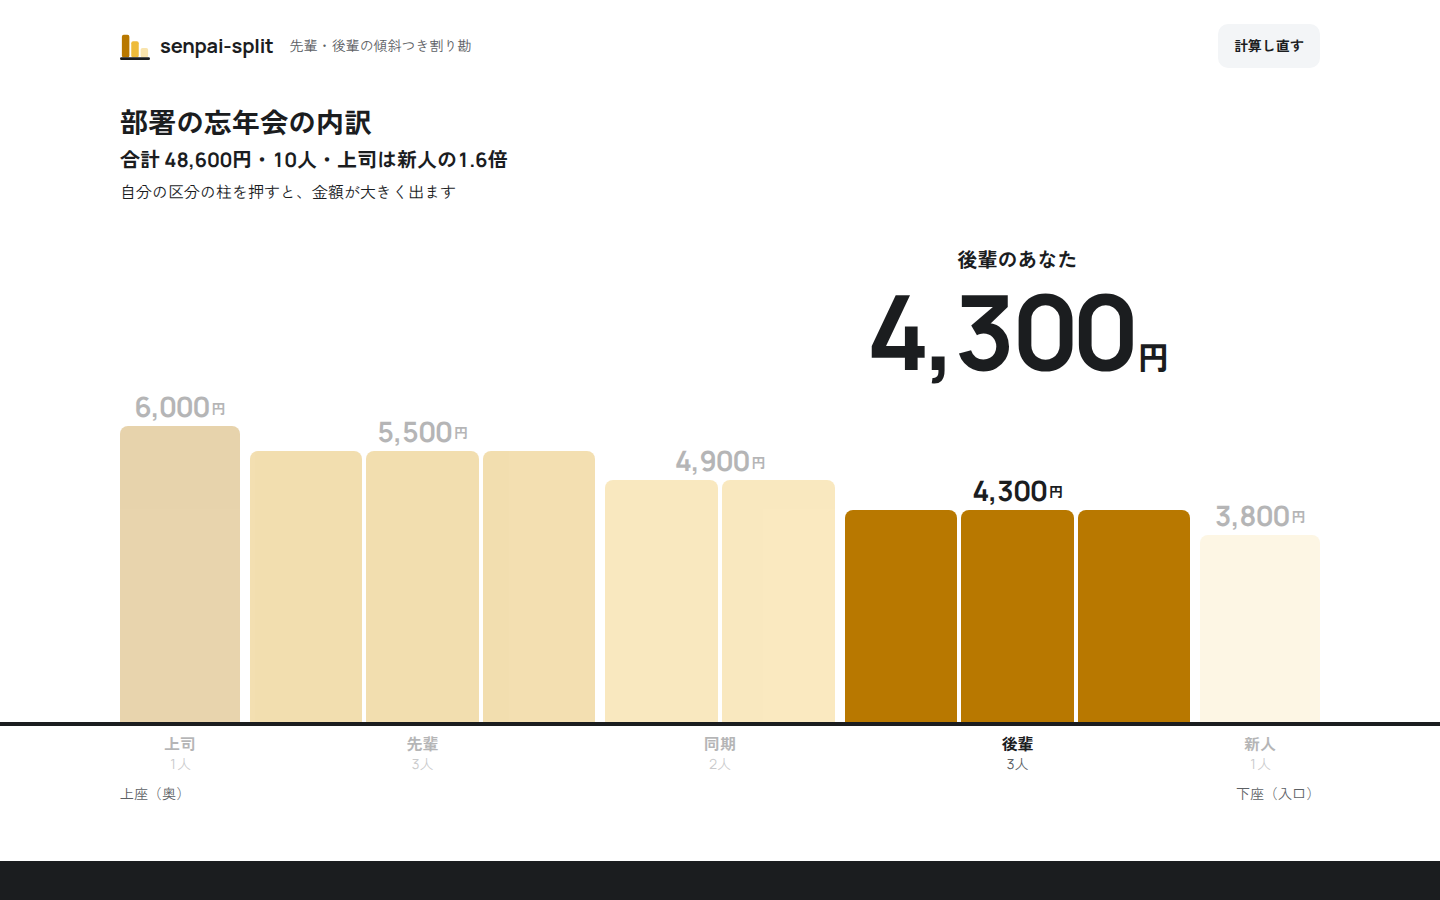 senpai-split 先輩・後輩の傾斜つき割り勘
計算し直す
部署の忘年会の内訳
合計 48,600円・10人・上司は新人の1.6倍
自分の区分の柱を押すと、金額が大きく出ます
後輩のあなた
4,300円
6,000円
5,500円
4,900円
4,300円
3,800円
上司
1人
先輩
3人
同期
2人
後輩
3人
新人
1人
上座（奥）
下座（入口）